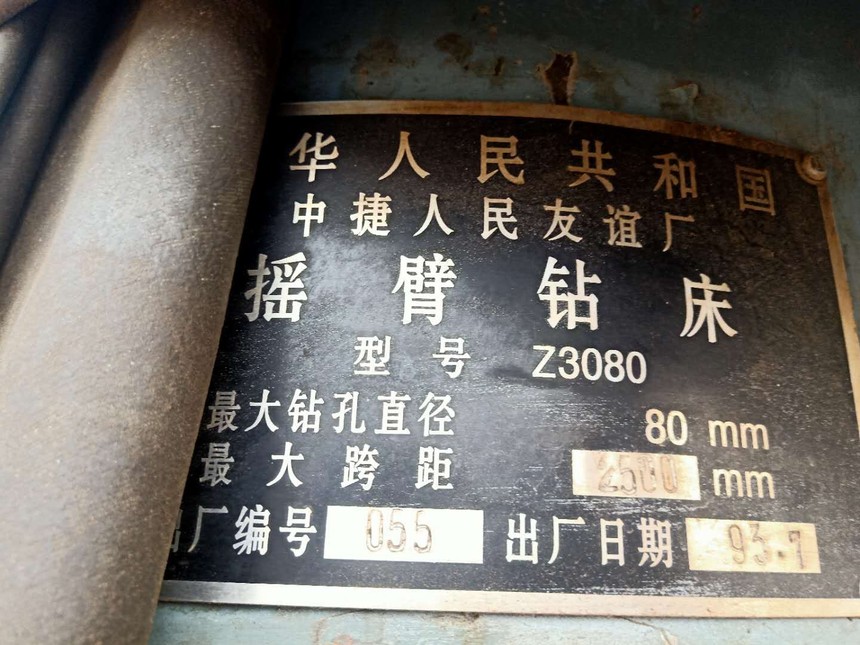 华人民共和国
中捷人民友谊厂
摇臂钻床
型号 Z3080
最大钻孔直径 80 mm
最大跨距 2500 mm
出厂编号 055 出厂日期 93.7